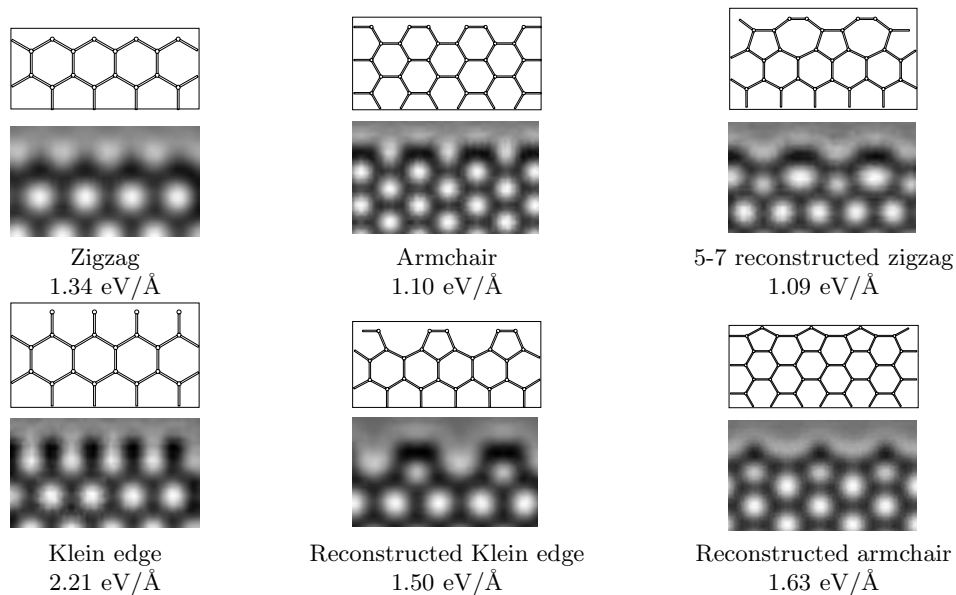 Zigzag
1.34 eV/Å
Armchair
1.10 eV/Å
5-7 reconstructed zigzag
1.09 eV/Å
Klein edge
2.21 eV/Å
Reconstructed Klein edge
1.50 eV/Å
Reconstructed armchair
1.63 eV/Å